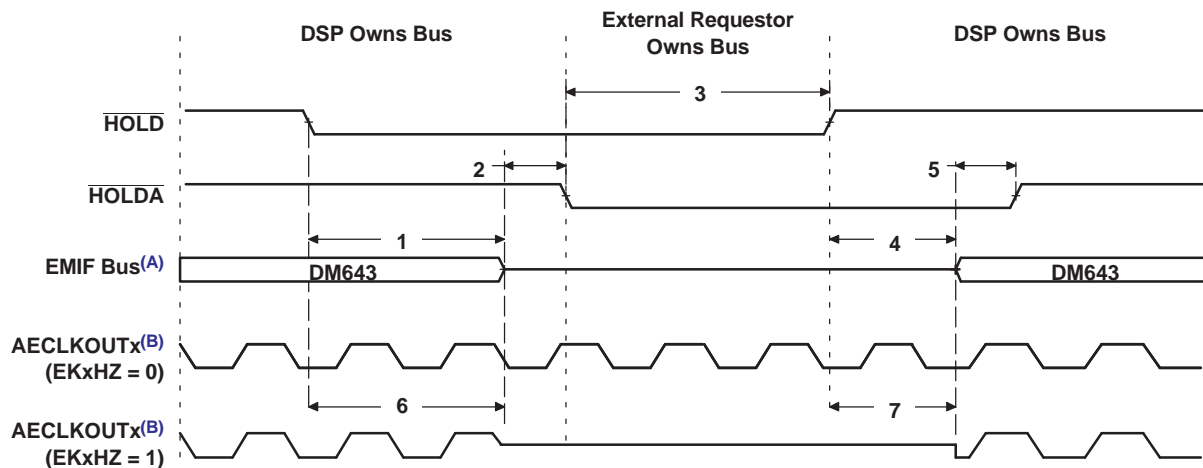 DSP Owns Bus
External Requestor
Owns Bus
DSP Owns Bus
3
HOLD
2
5
HOLDA
1
4
EMIF Bus(A)
DM643
DM643
AECLKOUTx(B)
(EKxHZ = 0)
6
7
AECLKOUTx(B)
(EKxHZ = 1)